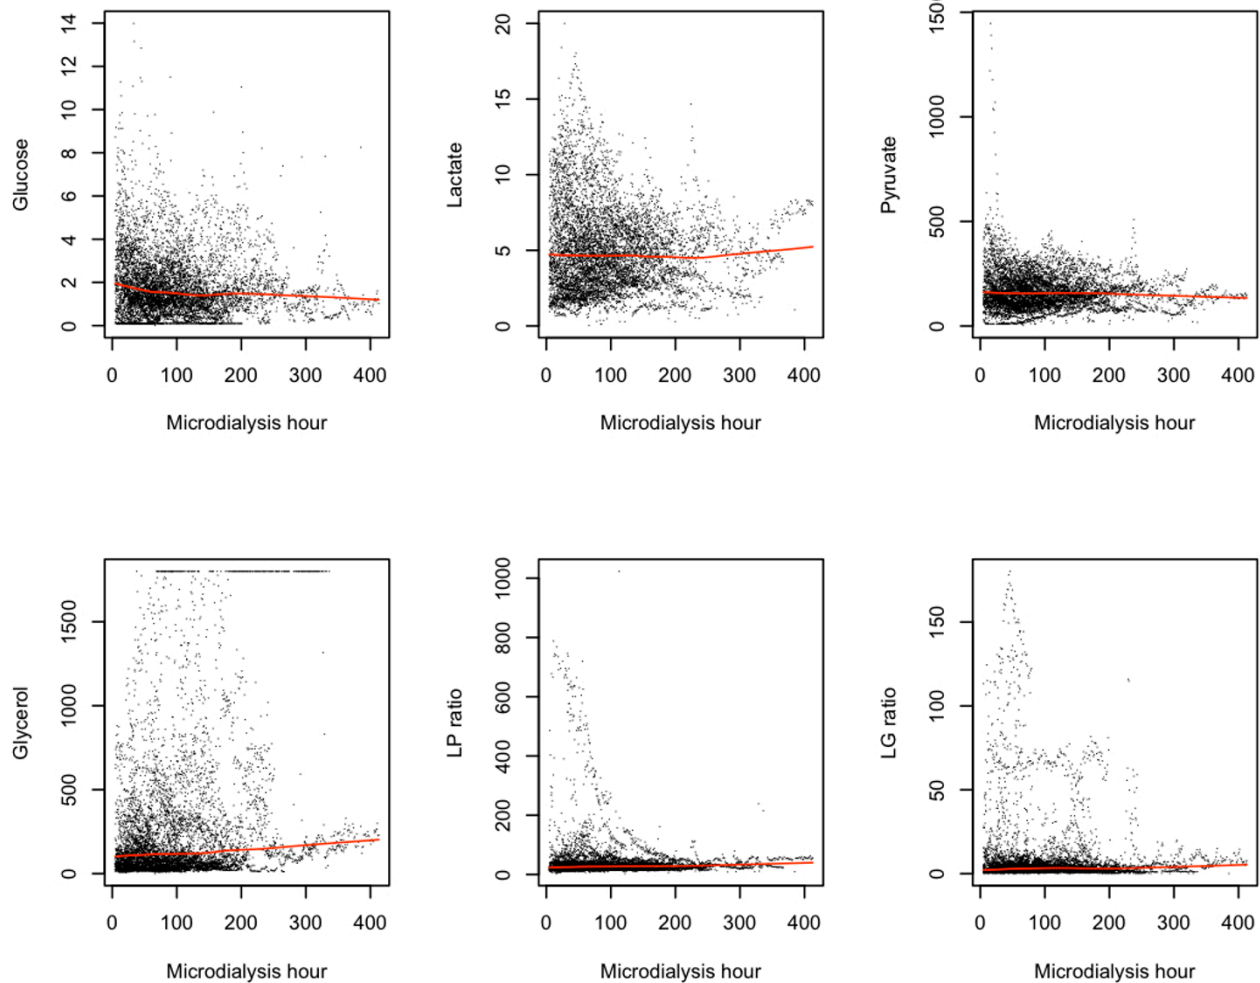 Glucose
0 2 4 6 8 10 12 14
0 100 200 300 400
Microdialysis hour
Lactate
0 5 10 15 20
0 100 200 300 400
Microdialysis hour
Pyruvate
0 500 1000 1500
0 100 200 300 400
Microdialysis hour
Glycerol
0 500 1000 1500
0 100 200 300 400
Microdialysis hour
LP ratio
0 200 400 600 800 1000
0 100 200 300 400
Microdialysis hour
LG ratio
0 50 100 150
0 100 200 300 400
Microdialysis hour